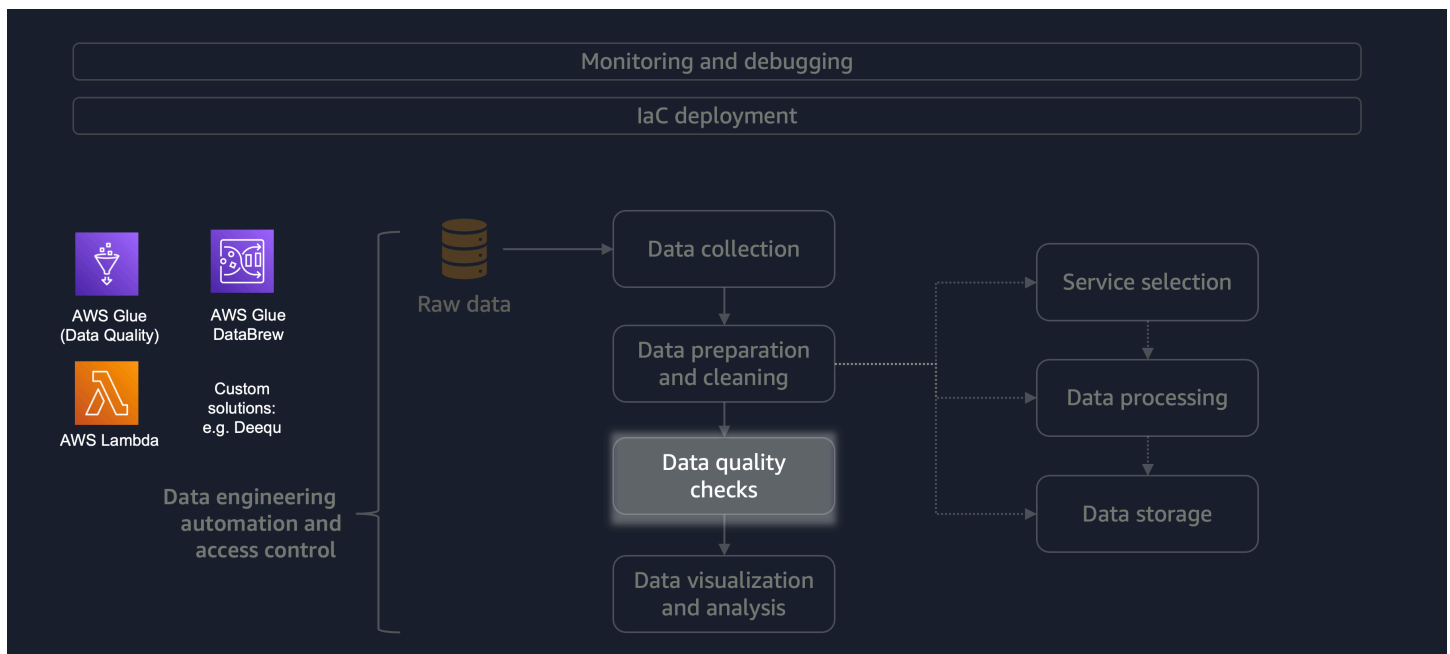 Monitoring and debugging
IaC deployment
AWS Glue
(Data Quality)
AWS Glue
DataBrew
AWS Lambda
Custom
solutions:
e.g. Deequ
Data engineering
automation and
access control
Raw data
Data collection
Data preparation
and cleaning
Data quality
checks
Data visualization
and analysis
Service selection
Data processing
Data storage